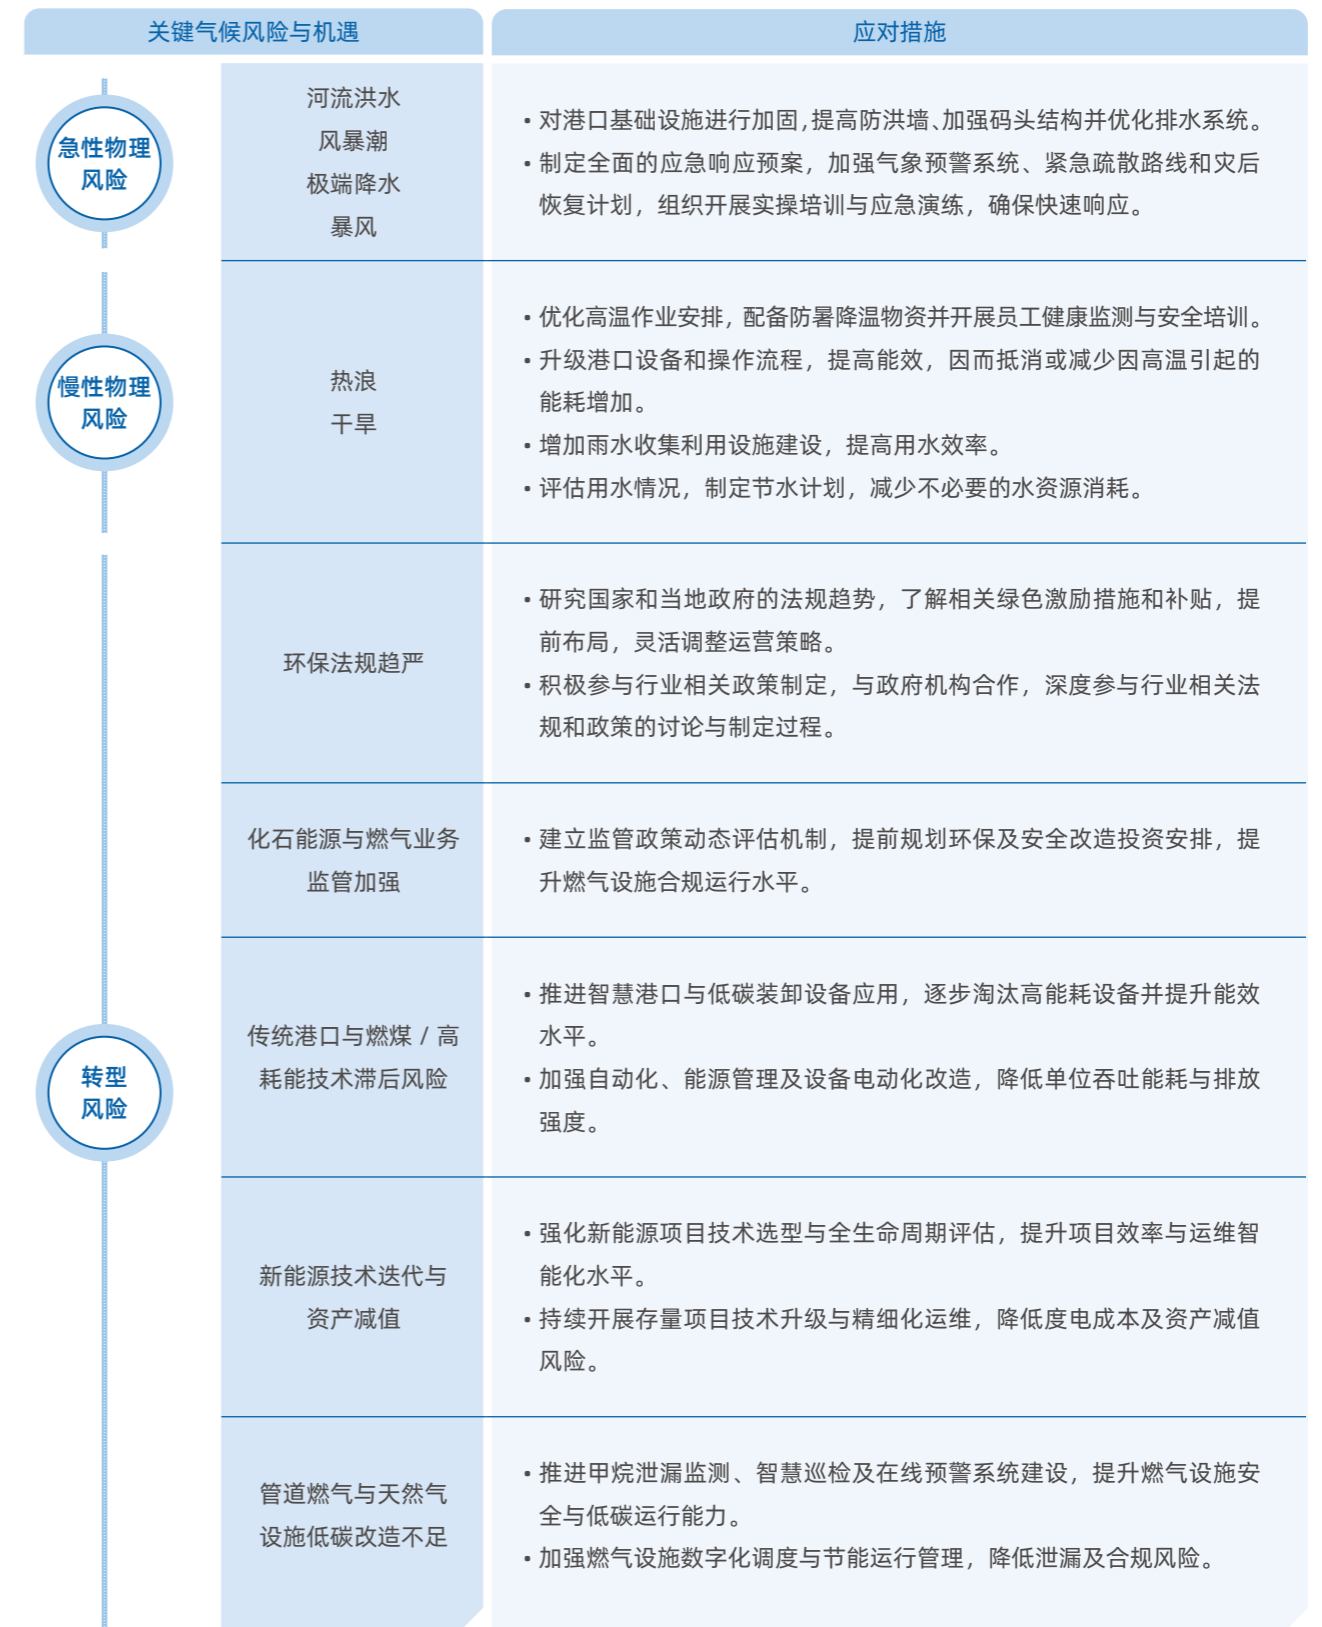 关键气候风险与机遇
应对措施
急性物理
风险
河流洪水
风暴潮
极端降水
暴风
• 对港口基础设施进行加固，提高防洪墙、加强码头结构并优化排水系统。
• 制定全面的应急响应预案，加强气象预警系统、紧急疏散路线和灾后
恢复计划，组织开展实操培训与应急演练，确保快速响应。
慢性物理
风险
热浪
干旱
• 优化高温作业安排，配备防暑降温物资并开展员工健康监测与安全培训。
• 升级港口设备和操作流程，提高能效，因而抵消或减少因高温引起的
能耗增加。
• 增加雨水收集利用设施建设，提高用水效率。
• 评估用水情况，制定节水计划，减少不必要的水资源消耗。
转型
风险
环保法规趋严
• 研究国家和当地政府的法规趋势，了解相关绿色激励措施和补贴，提
前布局，灵活调整运营策略。
• 积极参与行业相关政策制定，与政府机构合作，深度参与行业相关法
规和政策的讨论与制定过程。
化石能源与燃气业务
监管加强
• 建立监管政策动态评估机制，提前规划环保及安全改造投资安排，提
升燃气设施合规运行水平。
传统港口与燃煤 / 高
耗能技术滞后风险
• 推进智慧港口与低碳装卸设备应用，逐步淘汰高能耗设备并提升能效
水平。
• 加强自动化、能源管理及设备电动化改造，降低单位吞吐能耗与排放
强度。
新能源技术迭代与
资产减值
• 强化新能源项目技术选型与全生命周期评估，提升项目效率与运维智
能化水平。
• 持续开展存量项目技术升级与精细化运维，降低度电成本及资产减值
风险。
管道燃气与天然气
设施低碳改造不足
• 推进甲烷泄漏监测、智慧巡检及在线预警系统建设，提升燃气设施安
全与低碳运行能力。
• 加强燃气设施数字化调度与节能运行管理，降低泄漏及合规风险。